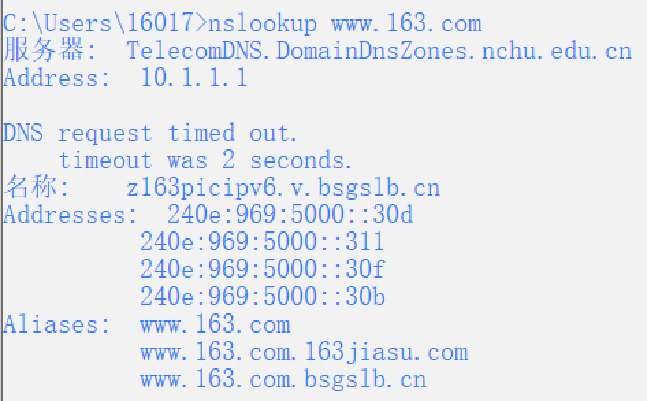 C:\Users\16017>nslookup www.163.com
服务器:  TelecomDNS.DomainDnsZones.nchu.edu.cn
Address:  10.1.1.1

DNS request timed out.
    timeout was 2 seconds.
名称:    z163picipv6.v.bsgslb.cn
Addresses:  240e:969:5000::30d
          240e:969:5000::311
          240e:969:5000::30f
          240e:969:5000::30b
Aliases:  www.163.com
          www.163.com.163jiasu.com
          www.163.com.bsgslb.cn